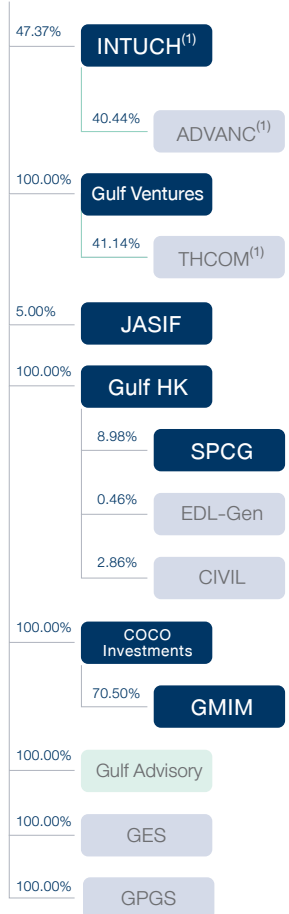 47.37%
INTUCH(1)
40.44%
ADVANC(1)
100.00%
Gulf Ventures
41.14%
THCOM(1)
5.00%
JASIF
100.00%
Gulf HK
8.98%
SPCG
0.46%
EDL-Gen
2.86%
CIVIL
100.00%
COCO
Investments
70.50%
GMIM
100.00%
Gulf Advisory
100.00%
GES
100.00%
GPGS